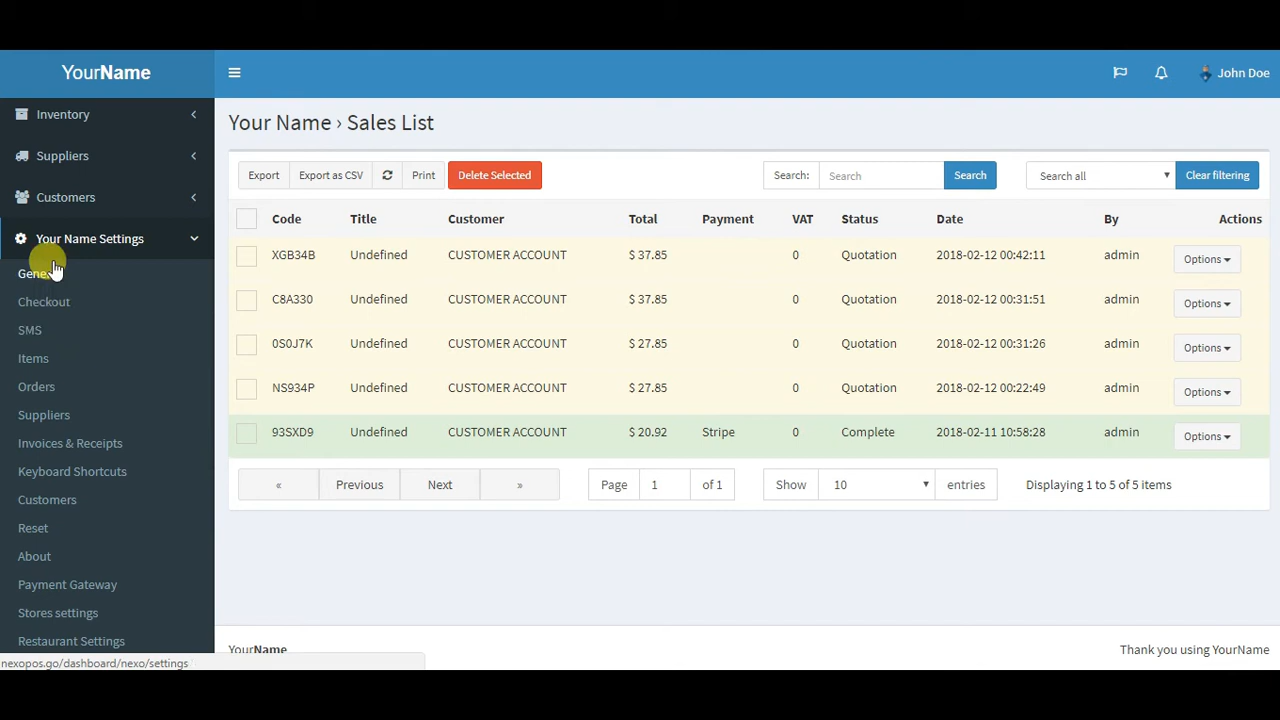 YourName
John Doe
Inventory
Suppliers
Customers
Your Name Settings
General
Checkout
SMS
Items
Orders
Suppliers
Invoices & Receipts
Keyboard Shortcuts
Customers
Reset
About
Payment Gateway
Stores settings
Restaurant Settings
nexopos.go/dashboard/nexo/settings
Your Name › Sales List
Export Export as CSV Print Delete Selected Search: Search Search Search all Clear filtering
Code Title Customer Total Payment VAT Status Date By Actions
XGB34B Undefined CUSTOMER ACCOUNT $ 37.85 0 Quotation 2018-02-12 00:42:11 admin Options
C8A330 Undefined CUSTOMER ACCOUNT $ 37.85 0 Quotation 2018-02-12 00:31:51 admin Options
0S0J7K Undefined CUSTOMER ACCOUNT $ 27.85 0 Quotation 2018-02-12 00:31:26 admin Options
NS934P Undefined CUSTOMER ACCOUNT $ 27.85 0 Quotation 2018-02-12 00:22:49 admin Options
93SXD9 Undefined CUSTOMER ACCOUNT $ 20.92 Stripe 0 Complete 2018-02-11 10:58:28 admin Options
« Previous Next » Page 1 of 1 Show 10 entries Displaying 1 to 5 of 5 items
YourName Thank you using YourName